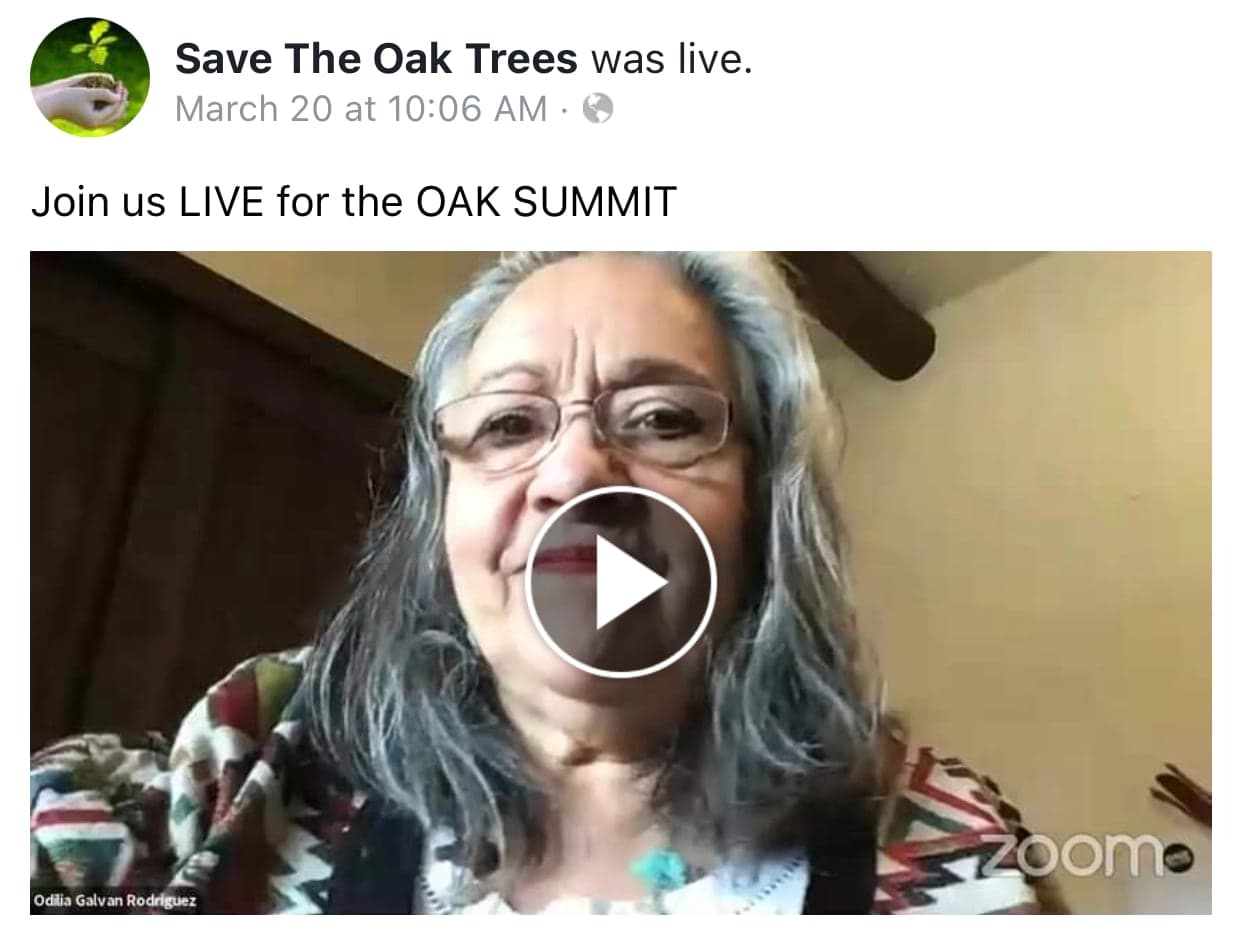 Save The Oak Trees was live.
March 20 at 10:06 AM ·
Join us LIVE for the OAK SUMMIT
zoom
Odilia Galvan Rodriguez